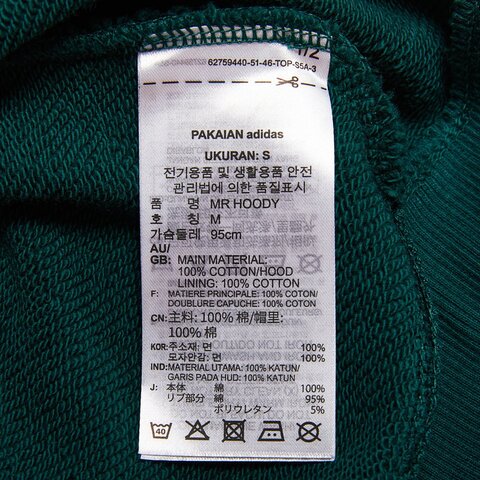 1/2
62759440-51-46-TOP-S5A-3
PAKAIAN adidas
UKURAN: S
전기용품 및 생활용품 안전
관리법에 의한 품질표시
품 명 MR HOODY
호 칭 M
가슴둘레 95cm
AU/
GB: MAIN MATERIAL:
100% COTTON/HOOD
LINING: 100% COTTON
F: MATIERE PRINCIPALE: 100% COTON/
DOUBLURE CAPUCHE: 100% COTON
CN: 主料: 100% 棉/帽里:
100% 棉
KOR: 주소재: 면 100%
모자안감: 면 100%
IND: MATERIAL UTAMA: 100% KATUN/
GARIS PADA HUD: 100% KATUN
J: 本体 綿 100%
リブ部分 綿 95%
ポリウレタン 5%
40